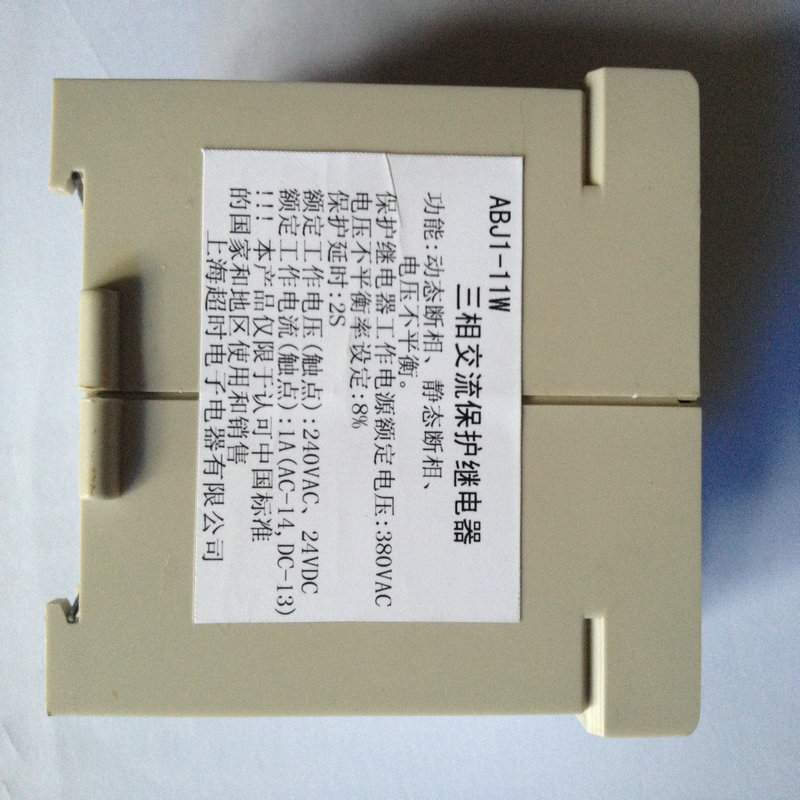 ABJ1-11W
三相交流保护继电器
功能:动态断相、静态断相、
电压不平衡。
保护继电器工作电源额定电压:380VAC
电压不平衡率设定:8%
保护延时:2S
额定工作电压(触点):240VAC、24VDC
额定工作电流(触点):1A(AC-14,DC-13)
!!! 本产品仅限于认可中国标准
的国家和地区使用和销售
上海超时电子电器有限公司